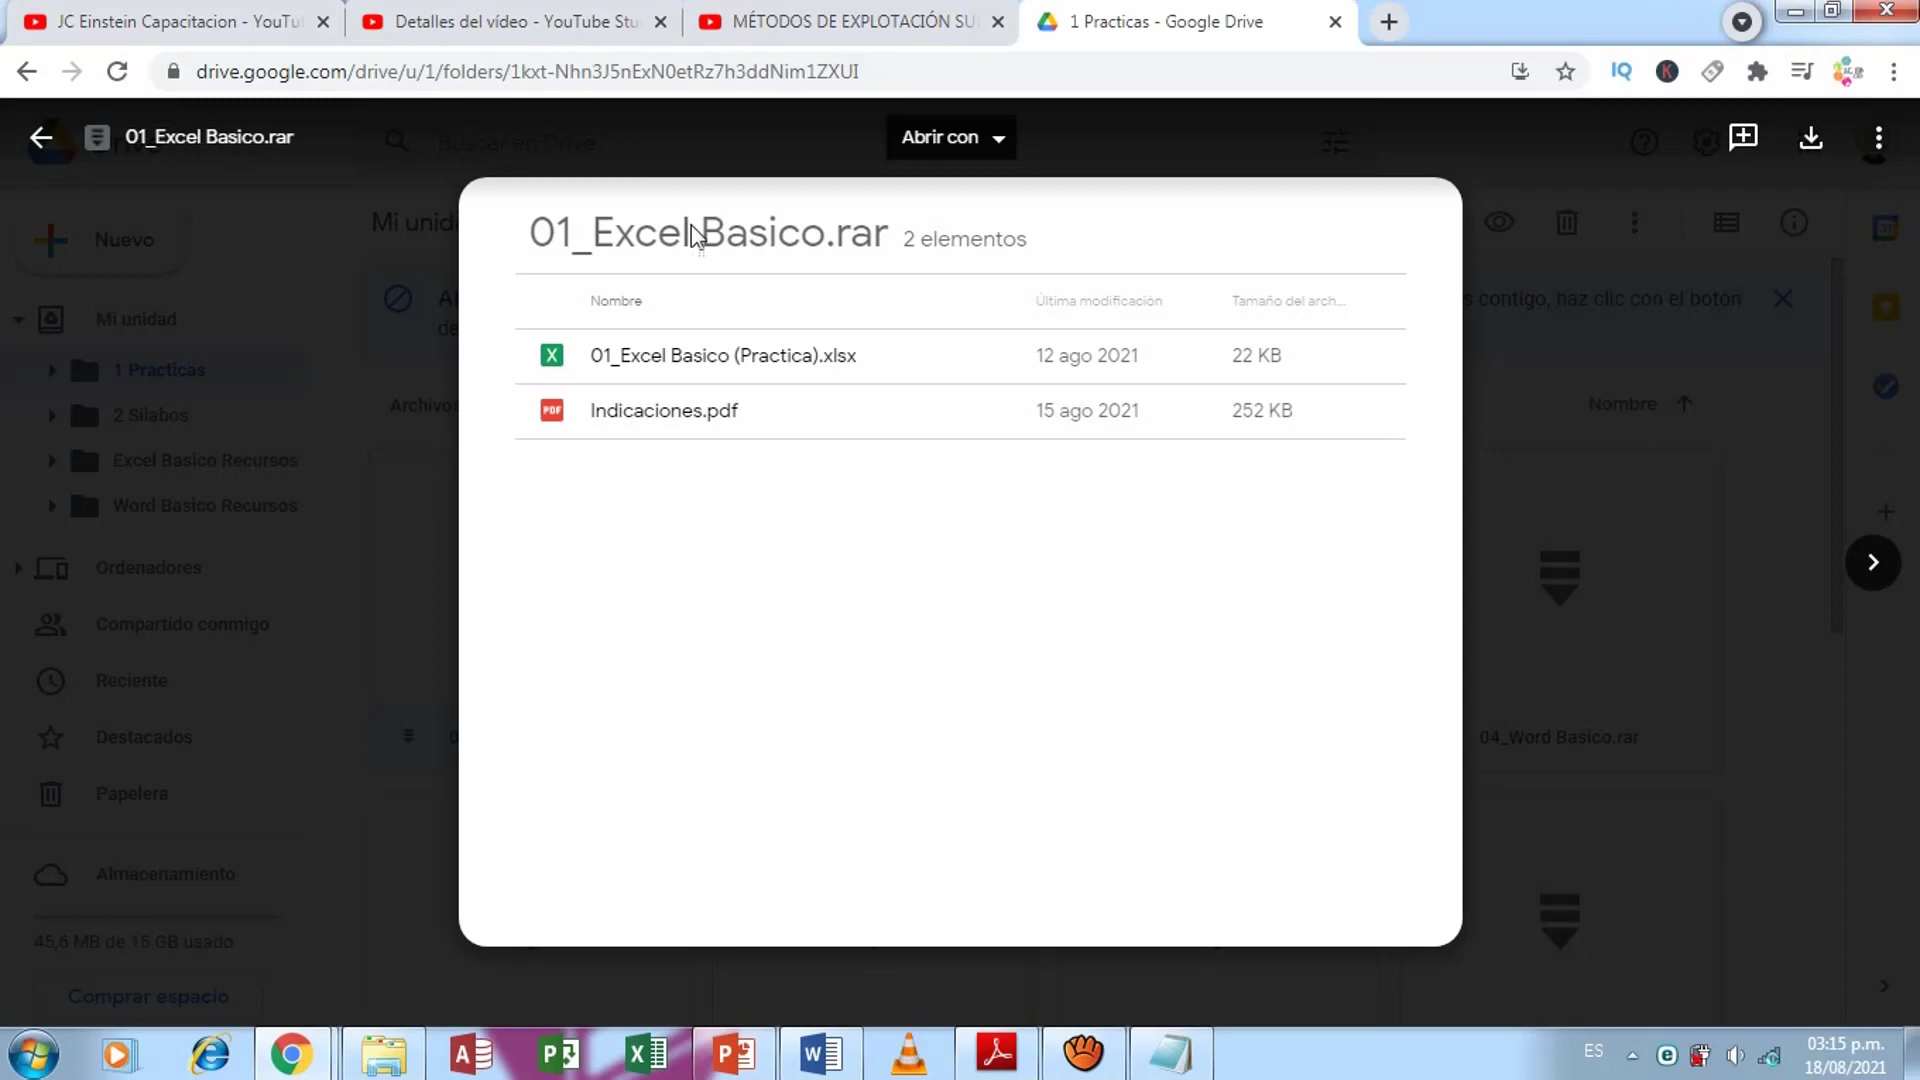 JC Einstein Capacitacion - YouTu
Detalles del vídeo - YouTube Stu
MÉTODOS DE EXPLOTACIÓN SU
1 Practicas - Google Drive
drive.google.com/drive/u/1/folders/1kxt-Nhn3J5nExN0etRz7h3ddNim1ZXUI
01_Excel Basico.rar
Buscar en Drive
Abrir con
Nuevo
Mi unid
01_Excel Basico.rar 2 elementos
Nombre Última modificación Tamaño del arch...
01_Excel Basico (Practica).xlsx 12 ago 2021 22 KB
Indicaciones.pdf 15 ago 2021 252 KB
s contigo, haz clic con el botón
de
Mi unidad
1 Practicas
2 Silabos
Excel Basico Recursos
Word Basico Recursos
Archivo
Nombre
Ordenadores
Compartido conmigo
Reciente
Destacados
Papelera
04_Word Basico.rar
Almacenamiento
45,6 MB de 15 GB usado
Comprar espacio
ES
03:15 p.m.
18/08/2021